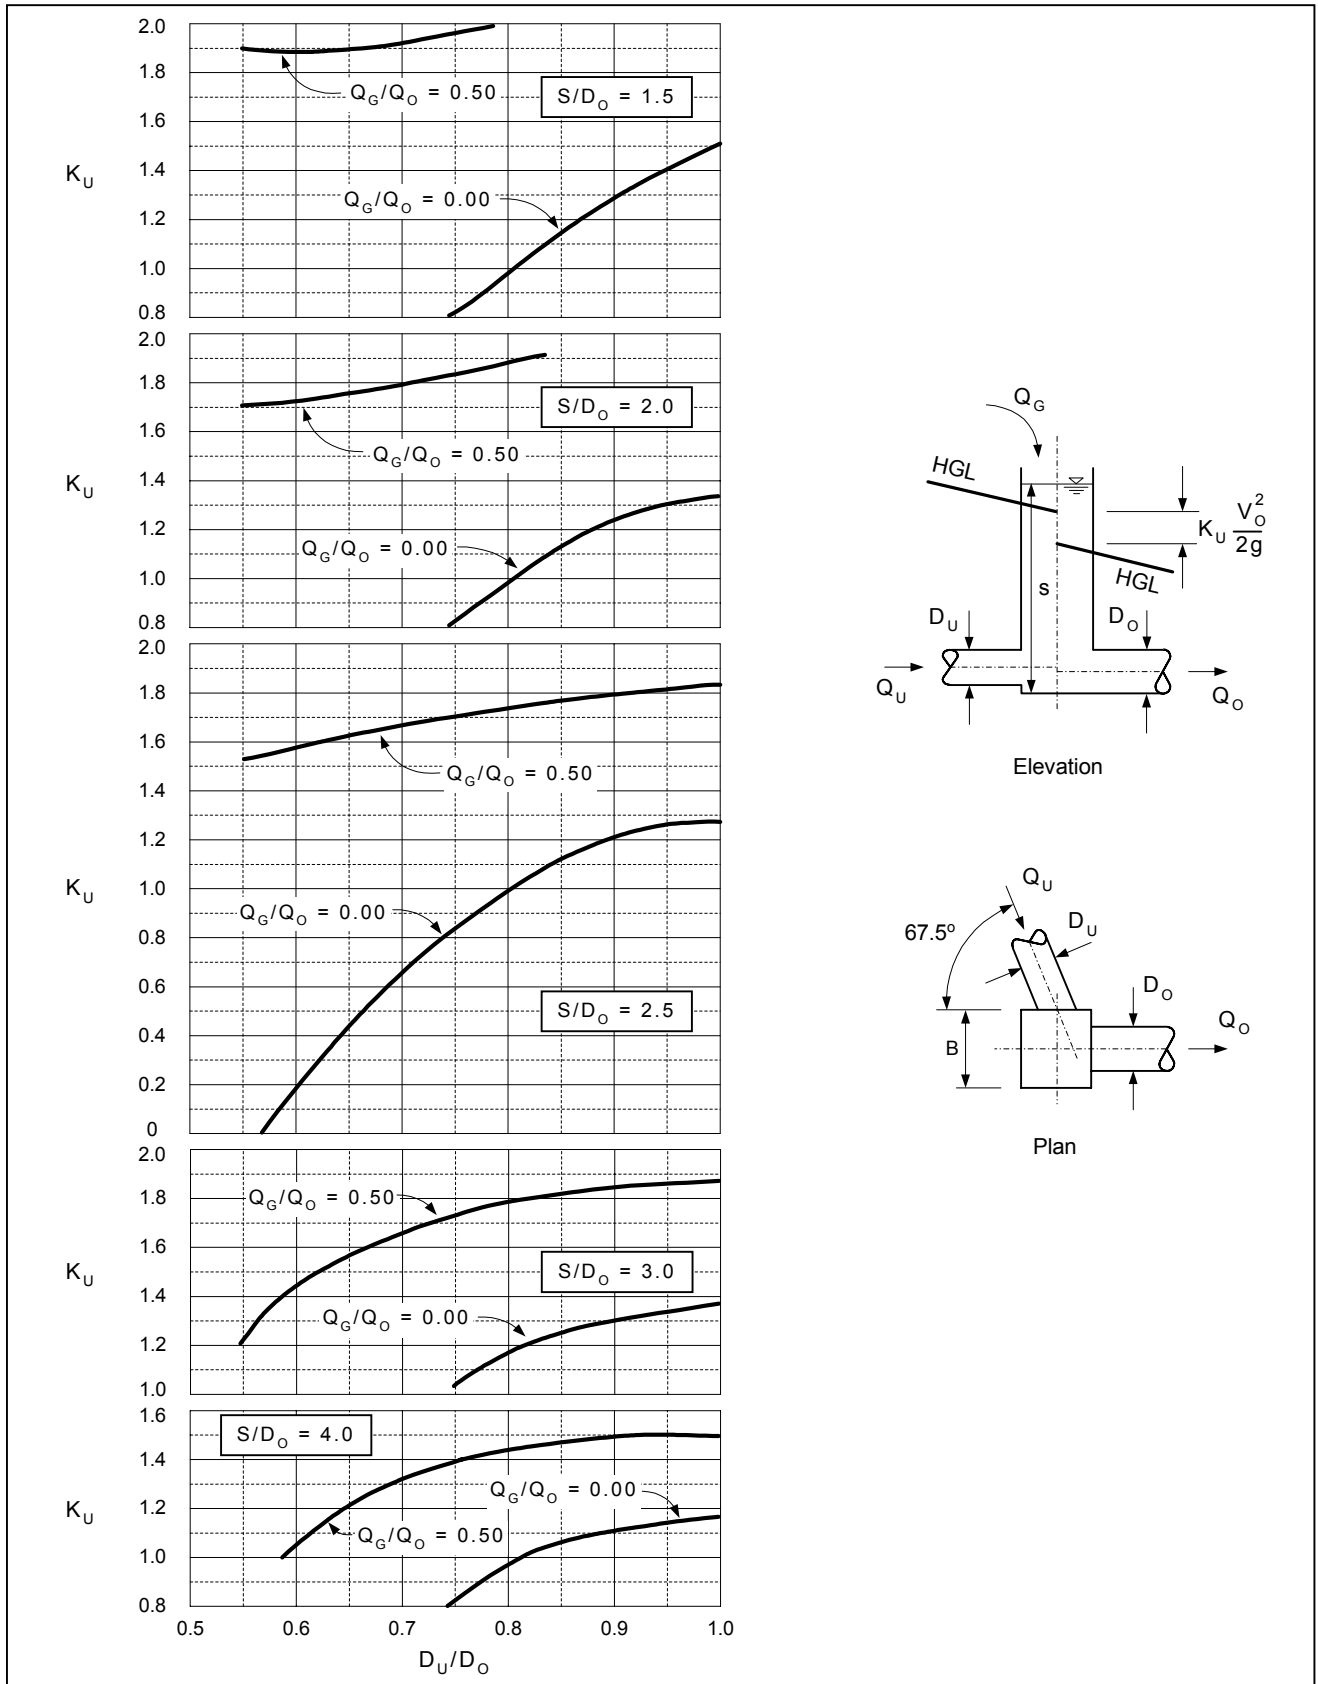 2.0
1.8
1.6
1.4
1.2
1.0
0.8
K_U
Q_G/Q_O = 0.50
S/D_O = 1.5
Q_G/Q_O = 0.00
2.0
1.8
1.6
1.4
1.2
1.0
0.8
K_U
S/D_O = 2.0
Q_G/Q_O = 0.50
Q_G/Q_O = 0.00
2.0
1.8
1.6
1.4
1.2
1.0
0.8
0.6
0.4
0.2
0
K_U
Q_G/Q_O = 0.50
Q_G/Q_O = 0.00
S/D_O = 2.5
2.0
1.8
1.6
1.4
1.2
1.0
K_U
Q_G/Q_O = 0.50
S/D_O = 3.0
Q_G/Q_O = 0.00
1.6
1.4
1.2
1.0
0.8
K_U
S/D_O = 4.0
Q_G/Q_O = 0.00
Q_G/Q_O = 0.50
0.5 0.6 0.7 0.8 0.9 1.0
D_U/D_O
Q_G
HGL
K_U V_O^2/2g
HGL
s
D_U
D_O
Q_U
Q_O
Elevation
Q_U
67.5º
D_U
D_O
Q_O
B
Plan